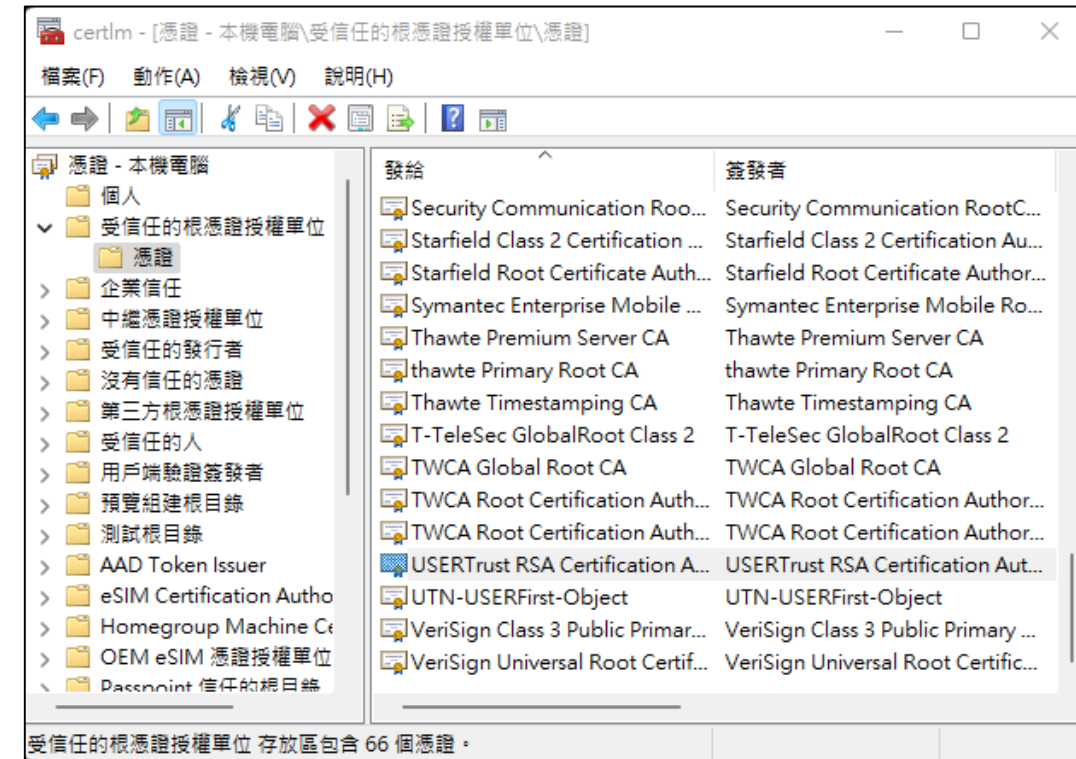 certlm - [憑證 - 本機電腦\受信任的根憑證授權單位\憑證]
檔案(F) 動作(A) 檢視(V) 說明(H)
憑證 - 本機電腦
個人
受信任的根憑證授權單位
憑證
企業信任
中繼憑證授權單位
受信任的發行者
沒有信任的憑證
第三方根憑證授權單位
受信任的人
用戶端驗證簽發者
預覽組建根目錄
測試根目錄
AAD Token Issuer
eSIM Certification Autho
Homegroup Machine Ce
OEM eSIM 憑證授權單位
Passpoint 信任的根目錄
發給 簽發者
Security Communication Roo... Security Communication RootC...
Starfield Class 2 Certification ... Starfield Class 2 Certification Au...
Starfield Root Certificate Auth... Starfield Root Certificate Author...
Symantec Enterprise Mobile ... Symantec Enterprise Mobile Ro...
Thawte Premium Server CA Thawte Premium Server CA
thawte Primary Root CA thawte Primary Root CA
Thawte Timestamping CA Thawte Timestamping CA
T-TeleSec GlobalRoot Class 2 T-TeleSec GlobalRoot Class 2
TWCA Global Root CA TWCA Global Root CA
TWCA Root Certification Auth... TWCA Root Certification Author...
TWCA Root Certification Auth... TWCA Root Certification Author...
USERTrust RSA Certification A... USERTrust RSA Certification Aut...
UTN-USERFirst-Object UTN-USERFirst-Object
VeriSign Class 3 Public Primar... VeriSign Class 3 Public Primary ...
VeriSign Universal Root Certif... VeriSign Universal Root Certific...
受信任的根憑證授權單位 存放區包含 66 個憑證。